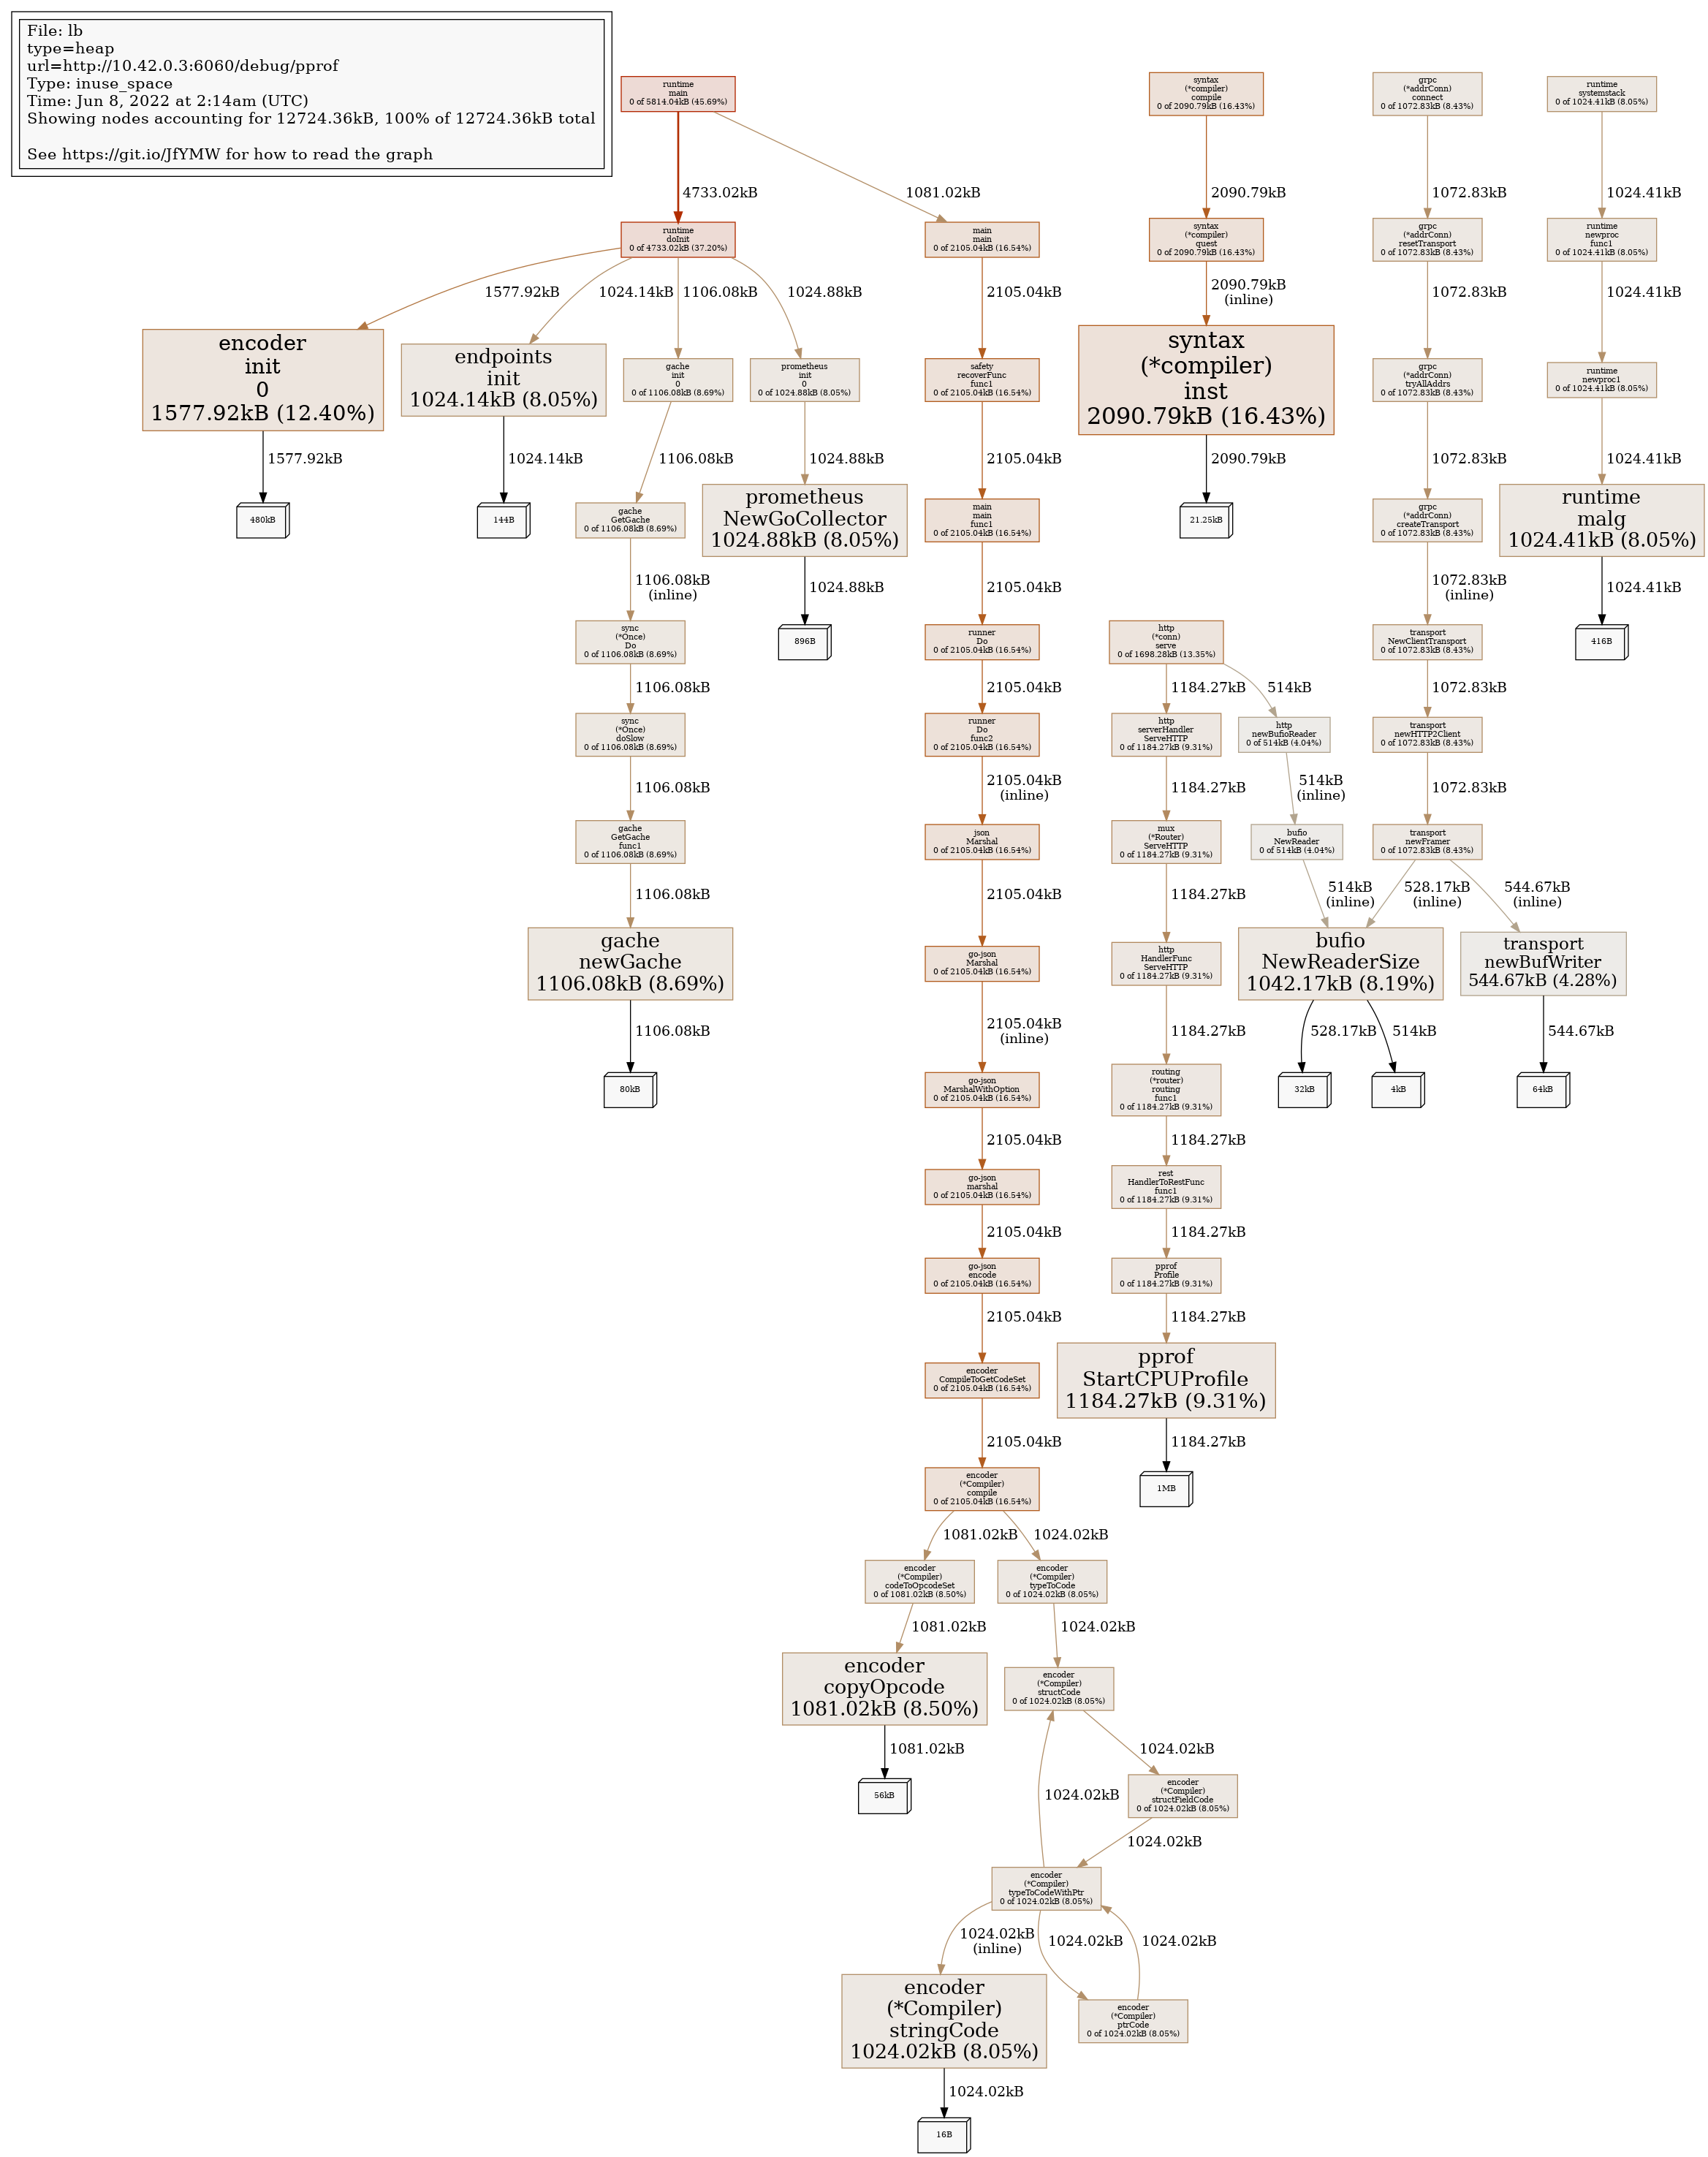 File: lb
type=heap
url=http://10.42.0.3:6060/debug/pprof
Type: inuse_space
Time: Jun 8, 2022 at 2:14am (UTC)
Showing nodes accounting for 12724.36kB, 100% of 12724.36kB total
See https://git.io/JfYMW for how to read the graph
runtime
main
0 of 5814.04kB (45.69%)
syntax
(*compiler)
compile
0 of 2090.79kB (16.43%)
grpc
(*addrConn)
connect
0 of 1072.83kB (8.43%)
runtime
systemstack
0 of 1024.41kB (8.05%)
4733.02kB
1081.02kB
2090.79kB
1072.83kB
1024.41kB
runtime
doInit
0 of 4733.02kB (37.20%)
main
main
0 of 2105.04kB (16.54%)
syntax
(*compiler)
quest
0 of 2090.79kB (16.43%)
grpc
(*addrConn)
resetTransport
0 of 1072.83kB (8.43%)
runtime
newproc
func1
0 of 1024.41kB (8.05%)
1577.92kB
1024.14kB
1106.08kB
1024.88kB
2105.04kB
2090.79kB
(inline)
1072.83kB
1024.41kB
encoder
init
0
1577.92kB (12.40%)
endpoints
init
1024.14kB (8.05%)
gache
init
0
0 of 1106.08kB (8.69%)
prometheus
init
0
0 of 1024.88kB (8.05%)
safety
recoverFunc
func1
0 of 2105.04kB (16.54%)
syntax
(*compiler)
inst
2090.79kB (16.43%)
grpc
(*addrConn)
tryAllAddrs
0 of 1072.83kB (8.43%)
runtime
newproc1
0 of 1024.41kB (8.05%)
1577.92kB
1024.14kB
1106.08kB
1024.88kB
2105.04kB
2090.79kB
1072.83kB
1024.41kB
480kB
144B
gache
GetGache
0 of 1106.08kB (8.69%)
prometheus
NewGoCollector
1024.88kB (8.05%)
main
main
func1
0 of 2105.04kB (16.54%)
21.25kB
grpc
(*addrConn)
createTransport
0 of 1072.83kB (8.43%)
runtime
malg
1024.41kB (8.05%)
1106.08kB
(inline)
1024.88kB
2105.04kB
1072.83kB
(inline)
1024.41kB
sync
(*Once)
Do
0 of 1106.08kB (8.69%)
896B
runner
Do
0 of 2105.04kB (16.54%)
http
(*conn)
serve
0 of 1698.28kB (13.35%)
transport
NewClientTransport
0 of 1072.83kB (8.43%)
416B
1106.08kB
2105.04kB
1184.27kB
514kB
1072.83kB
sync
(*Once)
doSlow
0 of 1106.08kB (8.69%)
runner
Do
func2
0 of 2105.04kB (16.54%)
http
serverHandler
ServeHTTP
0 of 1184.27kB (9.31%)
http
newBufioReader
0 of 514kB (4.04%)
transport
newHTTP2Client
0 of 1072.83kB (8.43%)
1106.08kB
2105.04kB
(inline)
1184.27kB
514kB
(inline)
1072.83kB
gache
GetGache
func1
0 of 1106.08kB (8.69%)
json
Marshal
0 of 2105.04kB (16.54%)
mux
(*Router)
ServeHTTP
0 of 1184.27kB (9.31%)
bufio
NewReader
0 of 514kB (4.04%)
transport
newFramer
0 of 1072.83kB (8.43%)
1106.08kB
2105.04kB
1184.27kB
514kB
(inline)
528.17kB
(inline)
544.67kB
(inline)
gache
newGache
1106.08kB (8.69%)
go-json
Marshal
0 of 2105.04kB (16.54%)
http
HandlerFunc
ServeHTTP
0 of 1184.27kB (9.31%)
bufio
NewReaderSize
1042.17kB (8.19%)
transport
newBufWriter
544.67kB (4.28%)
1106.08kB
2105.04kB
(inline)
1184.27kB
528.17kB
514kB
544.67kB
80kB
go-json
MarshalWithOption
0 of 2105.04kB (16.54%)
routing
(*router)
routing
func1
0 of 1184.27kB (9.31%)
32kB
4kB
64kB
2105.04kB
1184.27kB
go-json
marshal
0 of 2105.04kB (16.54%)
rest
HandlerToRestFunc
func1
0 of 1184.27kB (9.31%)
2105.04kB
1184.27kB
go-json
encode
0 of 2105.04kB (16.54%)
pprof
Profile
0 of 1184.27kB (9.31%)
2105.04kB
1184.27kB
encoder
CompileToGetCodeSet
0 of 2105.04kB (16.54%)
pprof
StartCPUProfile
1184.27kB (9.31%)
2105.04kB
1184.27kB
encoder
(*Compiler)
compile
0 of 2105.04kB (16.54%)
1MB
1081.02kB
1024.02kB
encoder
(*Compiler)
codeToOpcodeSet
0 of 1081.02kB (8.50%)
encoder
(*Compiler)
typeToCode
0 of 1024.02kB (8.05%)
1081.02kB
1024.02kB
encoder
copyOpcode
1081.02kB (8.50%)
encoder
(*Compiler)
structCode
0 of 1024.02kB (8.05%)
1081.02kB
1024.02kB
56kB
1024.02kB
encoder
(*Compiler)
structFieldCode
0 of 1024.02kB (8.05%)
1024.02kB
encoder
(*Compiler)
typeToCodeWithPtr
0 of 1024.02kB (8.05%)
1024.02kB
(inline)
1024.02kB
1024.02kB
encoder
(*Compiler)
stringCode
1024.02kB (8.05%)
encoder
(*Compiler)
ptrCode
0 of 1024.02kB (8.05%)
1024.02kB
16B